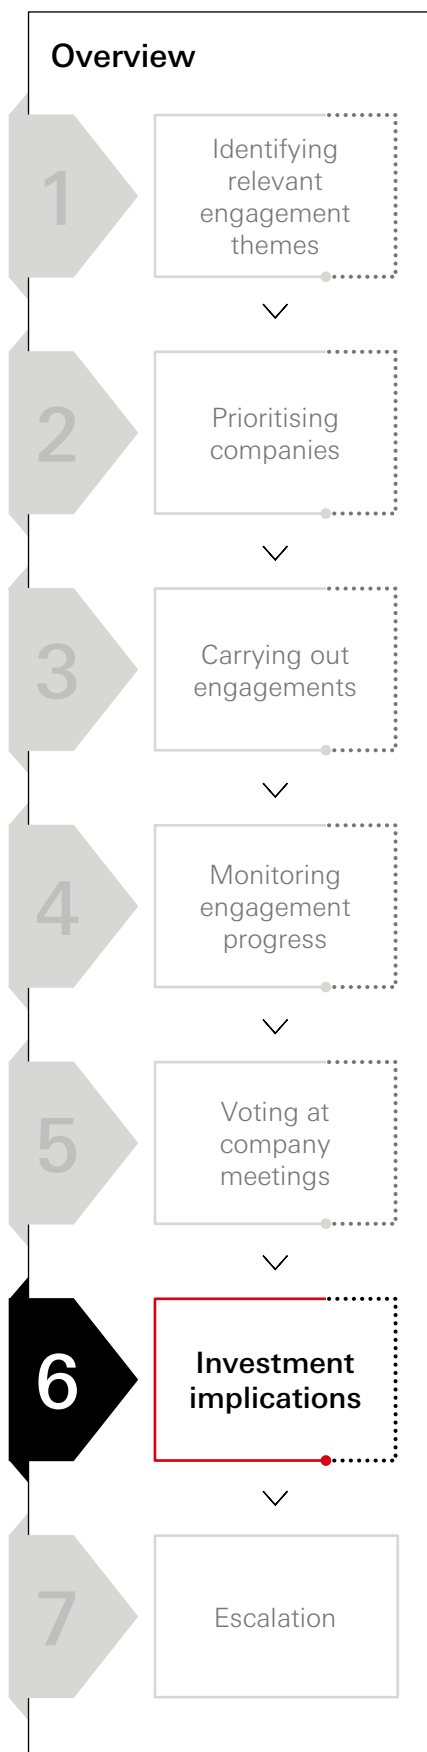 Overview
1
Identifying
relevant
engagement
themes
2
Prioritising
companies
3
Carrying out
engagements
4
Monitoring
engagement
progress
5
Voting at
company
meetings
6
Investment
implications
7
Escalation